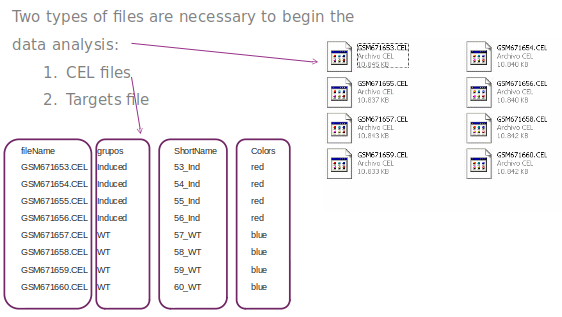 Two types of files are necessary to begin the
data analysis:
1. CEL files
2. Targets file
GSM671653.CEL
Archivo CEL
10.845 KB
GSM671654.CEL
Archivo CEL
10.840 KB
GSM671655.CEL
Archivo CEL
10.837 KB
GSM671656.CEL
Archivo CEL
10.840 KB
GSM671657.CEL
Archivo CEL
10.843 KB
GSM671658.CEL
Archivo CEL
10.842 KB
GSM671659.CEL
Archivo CEL
10.833 KB
GSM671660.CEL
Archivo CEL
10.842 KB
fileName grupos ShortName Colors
GSM671653.CEL Induced 53_Ind red
GSM671654.CEL Induced 54_Ind red
GSM671655.CEL Induced 55_Ind red
GSM671656.CEL Induced 56_Ind red
GSM671657.CEL WT 57_WT blue
GSM671658.CEL WT 58_WT blue
GSM671659.CEL WT 59_WT blue
GSM671660.CEL WT 60_WT blue